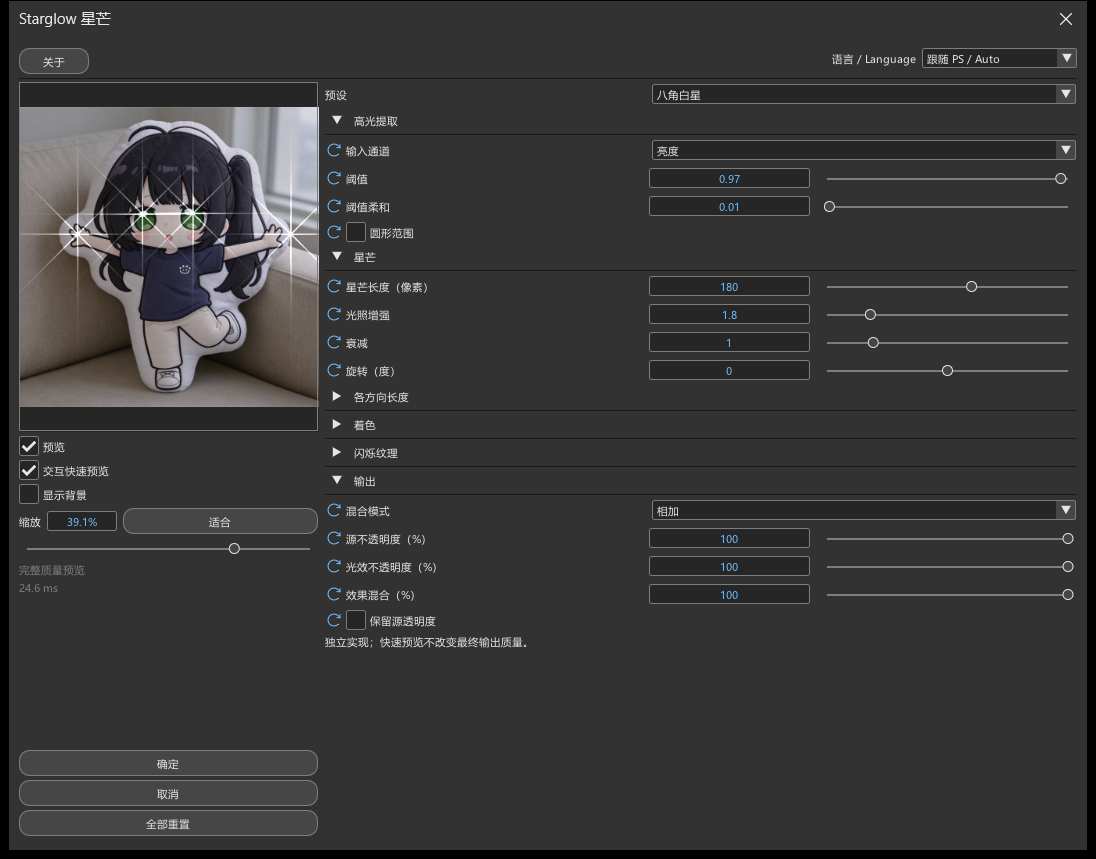 Starglow 星芒
关于
语言 / Language
跟随 PS / Auto
预设
八角白星
高光提取
输入通道
亮度
阈值
0.97
阈值柔和
0.01
圆形范围
星芒
星芒长度（像素）
180
光照增强
1.8
衰减
1
旋转（度）
0
各方向长度
着色
闪烁纹理
输出
混合模式
相加
源不透明度（%）
100
光效不透明度（%）
100
效果混合（%）
100
保留源透明度
独立实现；快速预览不改变最终输出质量。
预览
交互快速预览
显示背景
缩放
39.1%
适合
完整质量预览
24.6 ms
确定
取消
全部重置